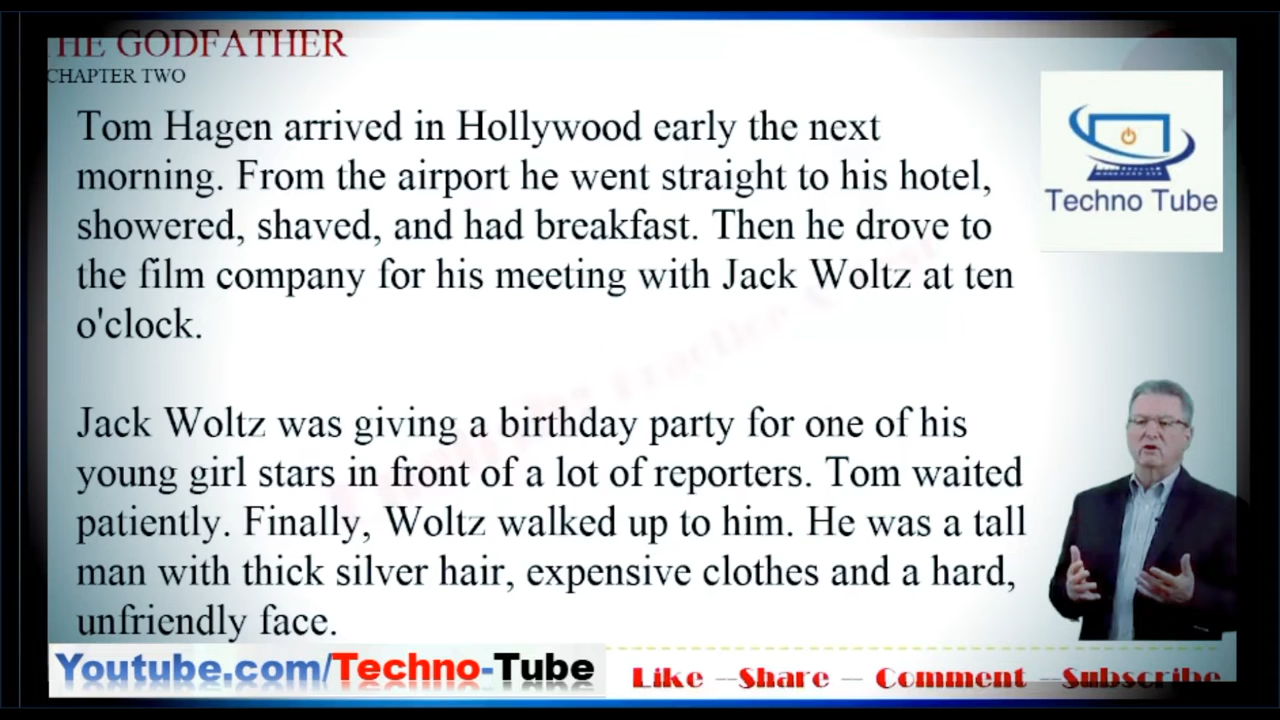 THE GODFATHER
CHAPTER TWO
Tom Hagen arrived in Hollywood early the next
morning. From the airport he went straight to his hotel,
showered, shaved, and had breakfast. Then he drove to
the film company for his meeting with Jack Woltz at ten
o'clock.
Jack Woltz was giving a birthday party for one of his
young girl stars in front of a lot of reporters. Tom waited
patiently. Finally, Woltz walked up to him. He was a tall
man with thick silver hair, expensive clothes and a hard,
unfriendly face.
Techno Tube
Youtube.com/Techno-Tube
Like --Share -- Comment --Subscribe